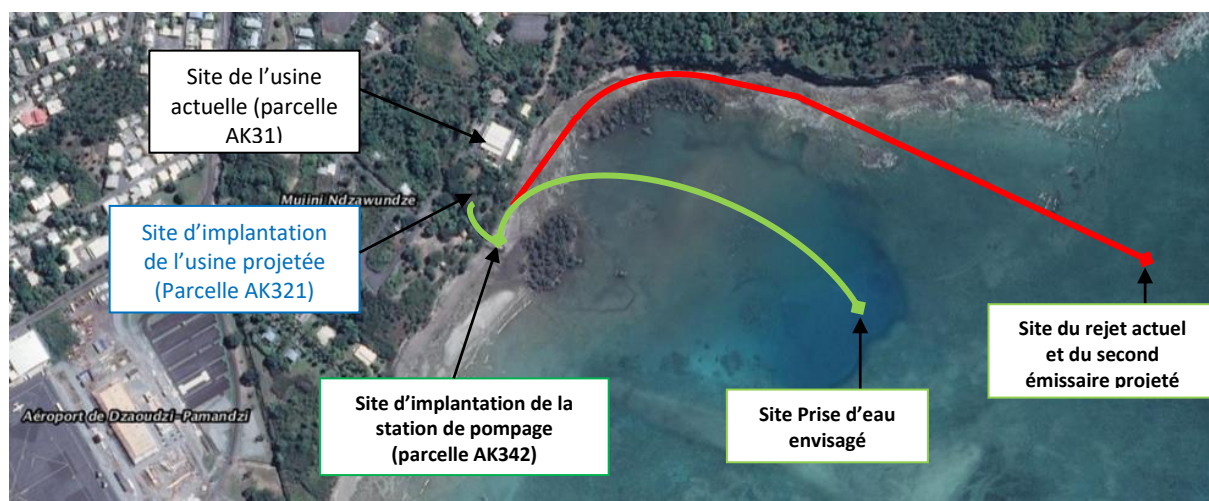 Site de l’usine
actuelle (parcelle
AK31)
Mujini Ndzawundze
Site d’implantation
de l’usine projetée
(Parcelle AK321)
Site d’implantation de la
station de pompage
(parcelle AK342)
Site Prise d’eau
envisagé
Site du rejet actuel
et du second
émissaire projeté
Aéroport de Dzaoudzi-Pamandzi